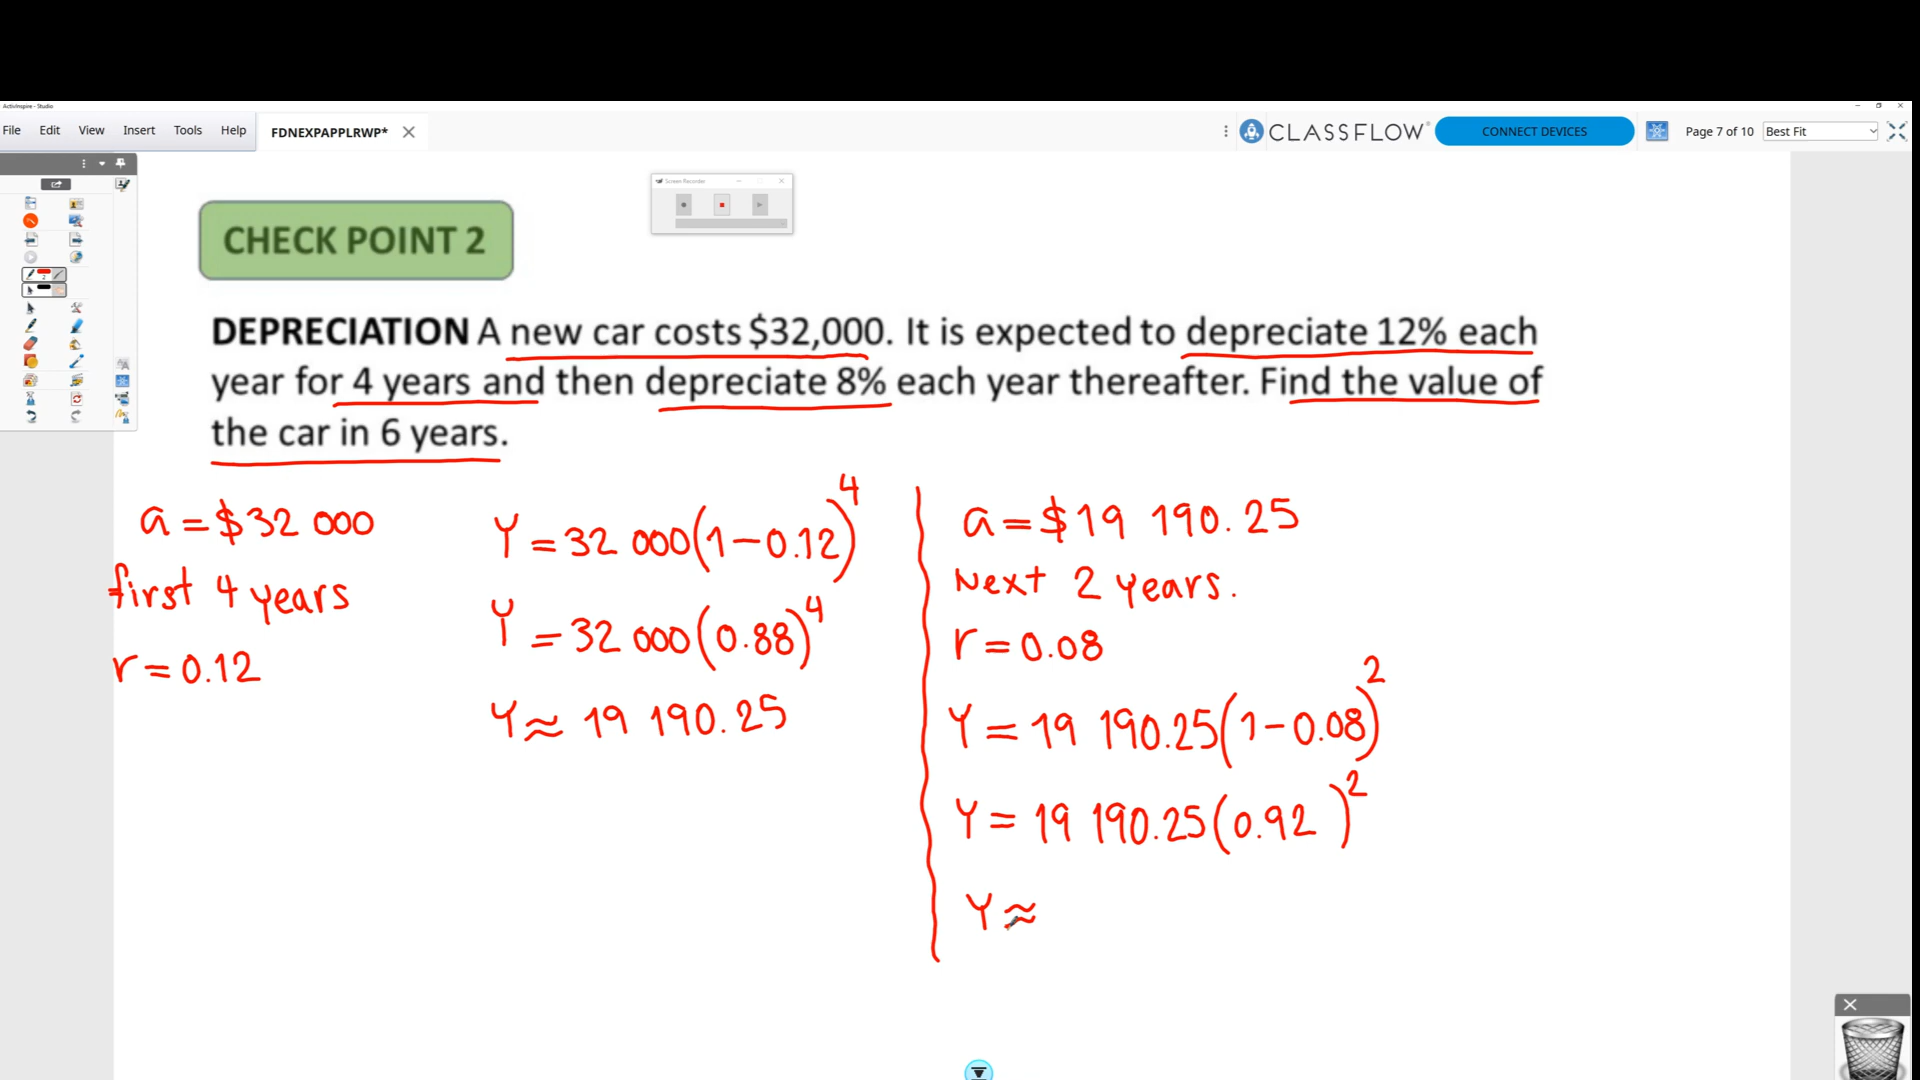 ActivInspire - Studio
File Edit View Insert Tools Help
FDNEXPAPPLRWP*
CLASSFLOW
CONNECT DEVICES
Page 7 of 10
Best Fit
Screen Recorder
CHECK POINT 2
DEPRECIATION A new car costs $32,000. It is expected to depreciate 12% each
year for 4 years and then depreciate 8% each year thereafter. Find the value of
the car in 6 years.
a = $32 000
first 4 years
r = 0.12
Y = 32 000(1-0.12)^4
Y = 32 000(0.88)^4
Y ≈ 19 190.25
a = $19 190.25
Next 2 years.
r = 0.08
Y = 19 190.25(1-0.08)^2
Y = 19 190.25(0.92 )^2
Y ≈